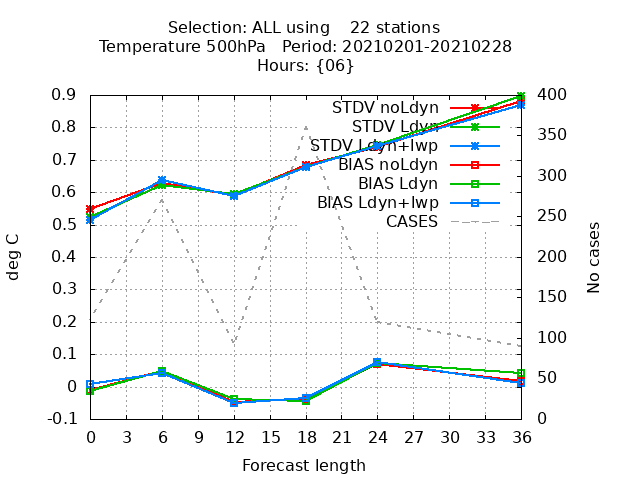 Selection: ALL using    22 stations
Temperature 500hPa   Period: 20210201-20210228
Hours: {06}
deg C
No cases
0.9
0.8
0.7
0.6
0.5
0.4
0.3
0.2
0.1
0
-0.1
400
350
300
250
200
150
100
50
0
STDV noLdyn
STDV Ldyn
STDV Ldyn+lwp
BIAS noLdyn
BIAS Ldyn
BIAS Ldyn+lwp
CASES
0 3 6 9 12 15 18 21 24 27 30 33 36
Forecast length